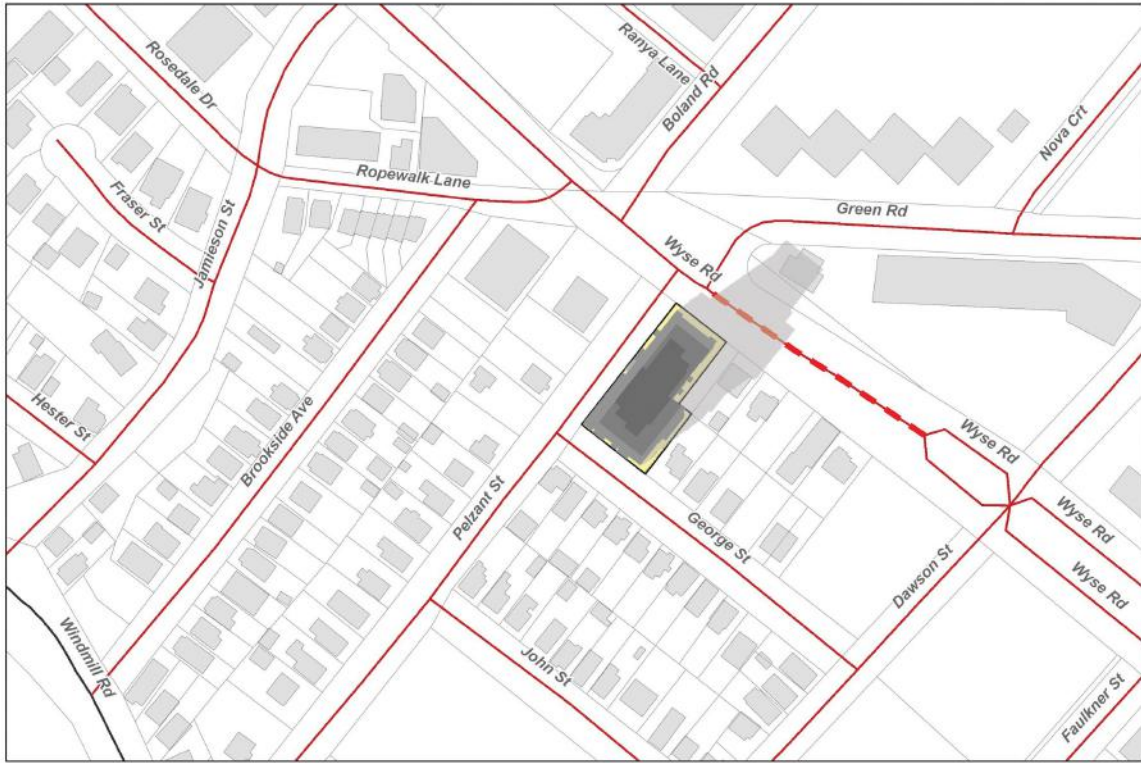 Ranya Lane
Boland Rd
Rosedale Dr
Nova Crt
Ropewalk Lane
Fraser St
Green Rd
Jamieson St
Wyse Rd
Hester St
Brookside Ave
Wyse Rd
Pelzant St
Wyse Rd
George St
Dawson St
Wyse Rd
Windmill Rd
John St
Faulkner St